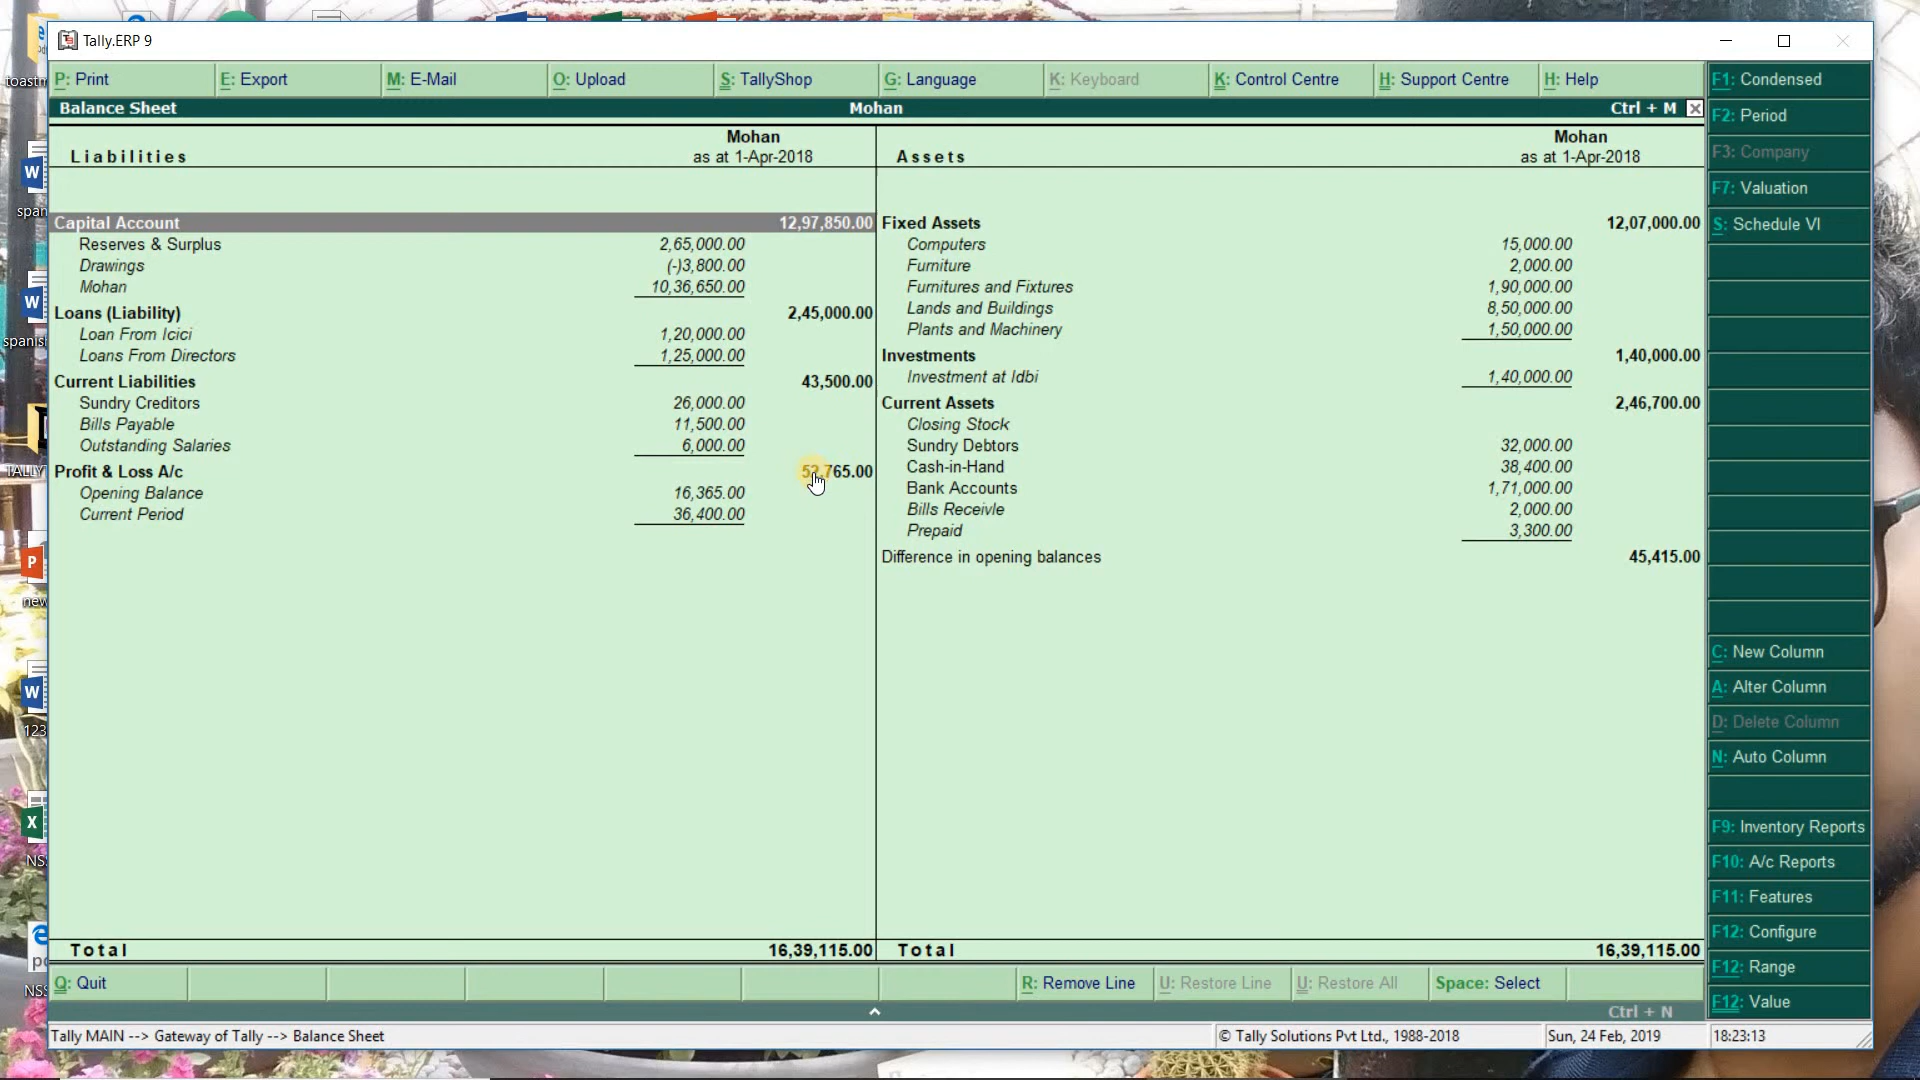 Tally.ERP 9
P: Print E: Export M: E-Mail O: Upload S: TallyShop G: Language K: Keyboard K: Control Centre H: Support Centre H: Help
Balance Sheet Mohan Ctrl + M
Mohan Mohan
Liabilities as at 1-Apr-2018 Assets as at 1-Apr-2018
Capital Account 12,97,850.00 Fixed Assets 12,07,000.00
Reserves & Surplus 2,65,000.00 Computers 15,000.00
Drawings (-)3,800.00 Furniture 2,000.00
Mohan 10,36,650.00 Furnitures and Fixtures 1,90,000.00
Loans (Liability) 2,45,000.00 Lands and Buildings 8,50,000.00
Loan From Icici 1,20,000.00 Plants and Machinery 1,50,000.00
Loans From Directors 1,25,000.00 Investments 1,40,000.00
Current Liabilities 43,500.00 Investment at Idbi 1,40,000.00
Sundry Creditors 26,000.00 Current Assets 2,46,700.00
Bills Payable 11,500.00 Closing Stock
Outstanding Salaries 6,000.00 Sundry Debtors 32,000.00
Profit & Loss A/c 52,765.00 Cash-in-Hand 38,400.00
Opening Balance 16,365.00 Bank Accounts 1,71,000.00
Current Period 36,400.00 Bills Receivle 2,000.00
Prepaid 3,300.00
Difference in opening balances 45,415.00
Total 16,39,115.00 Total 16,39,115.00
Q: Quit R: Remove Line U: Restore Line U: Restore All Space: Select
Ctrl + N
Tally MAIN --> Gateway of Tally --> Balance Sheet © Tally Solutions Pvt Ltd., 1988-2018 Sun, 24 Feb, 2019 18:23:13
F1: Condensed
F2: Period
F3: Company
F7: Valuation
S: Schedule VI
C: New Column
A: Alter Column
D: Delete Column
N: Auto Column
F9: Inventory Reports
F10: A/c Reports
F11: Features
F12: Configure
F12: Range
F12: Value
span
spanis
TALLY
new
123
NS